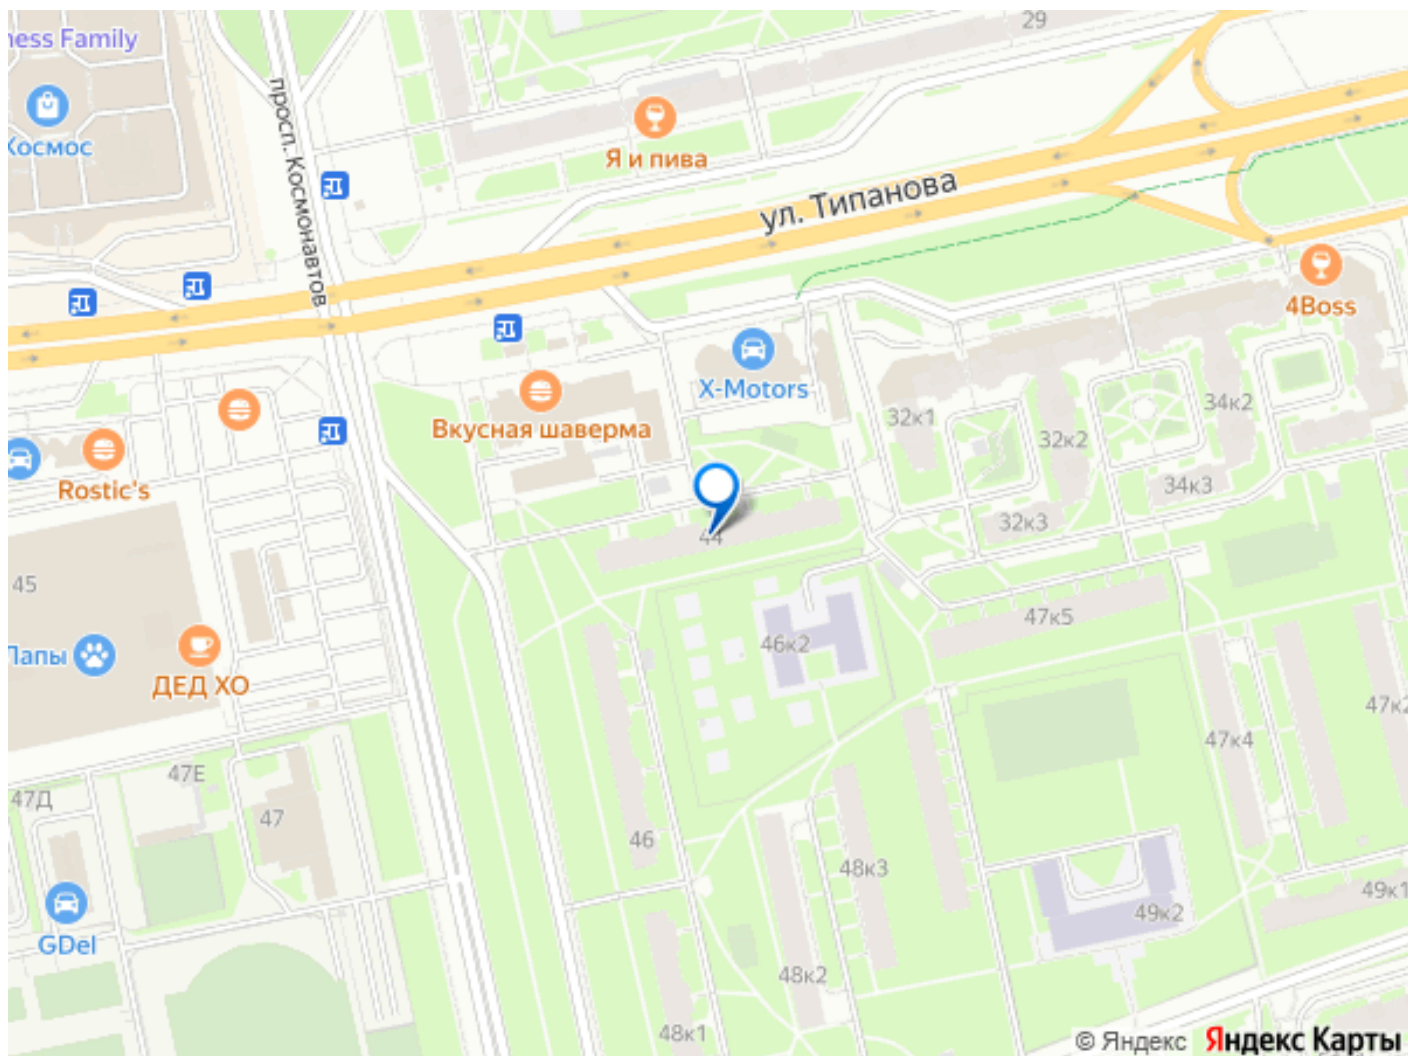 29
ness Family
Космос
просп. Космонавтов
Я и пива
ул. Типанова
4Boss
X-Motors
Вкусная шаверма
Rostic's
32к1
32к2
34к2
34к3
32к3
44
45
46к2
47к5
Лапы
ДЕД ХО
47к2
47к4
47Е
47Д
47
46
48к3
49к1
49к2
GDel
48к2
48к1
© Яндекс Яндекс Карты